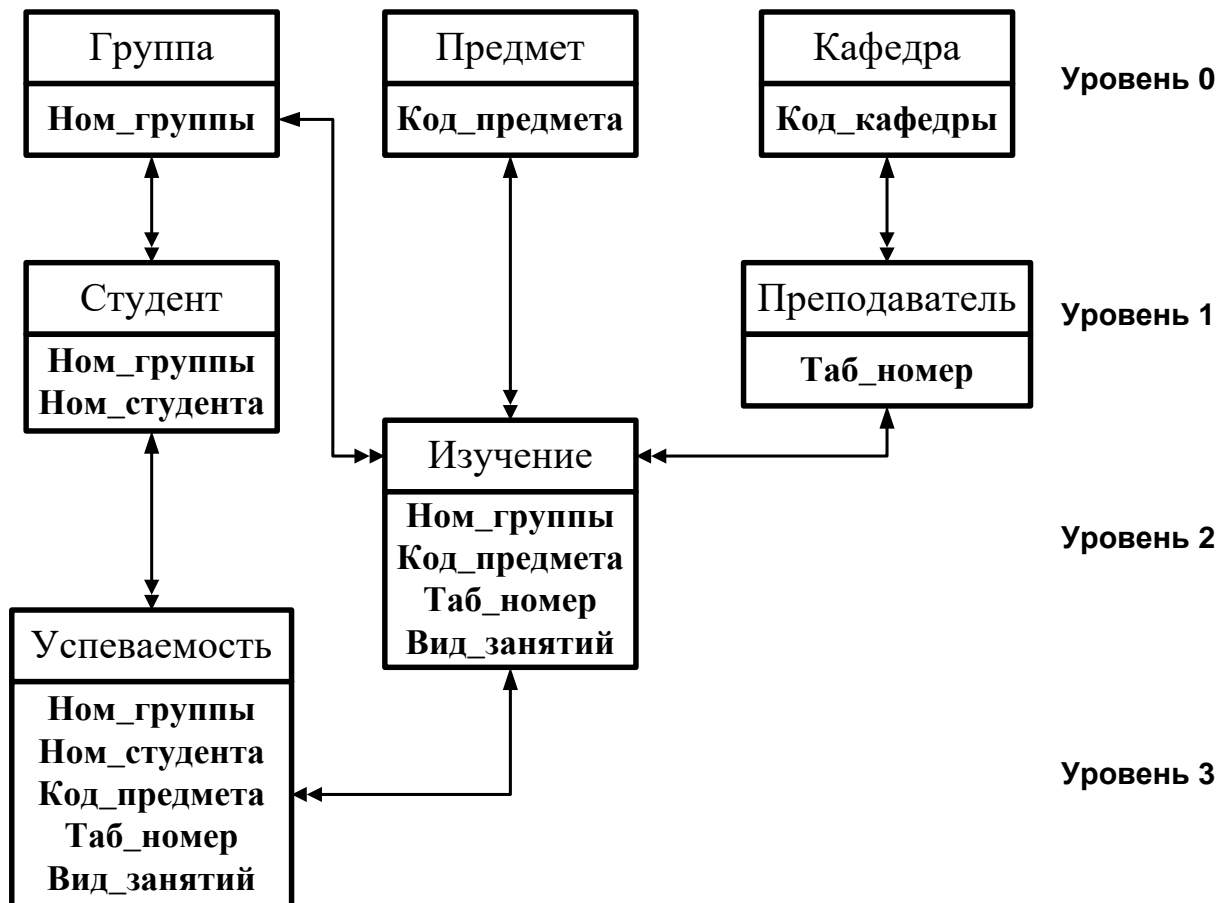 Группа
Ном_группы
Предмет
Код_предмета
Кафедра
Код_кафедры
Уровень 0
Студент
Ном_группы
Ном_студента
Преподаватель
Таб_номер
Уровень 1
Изучение
Ном_группы
Код_предмета
Таб_номер
Вид_занятий
Уровень 2
Успеваемость
Ном_группы
Ном_студента
Код_предмета
Таб_номер
Вид_занятий
Уровень 3